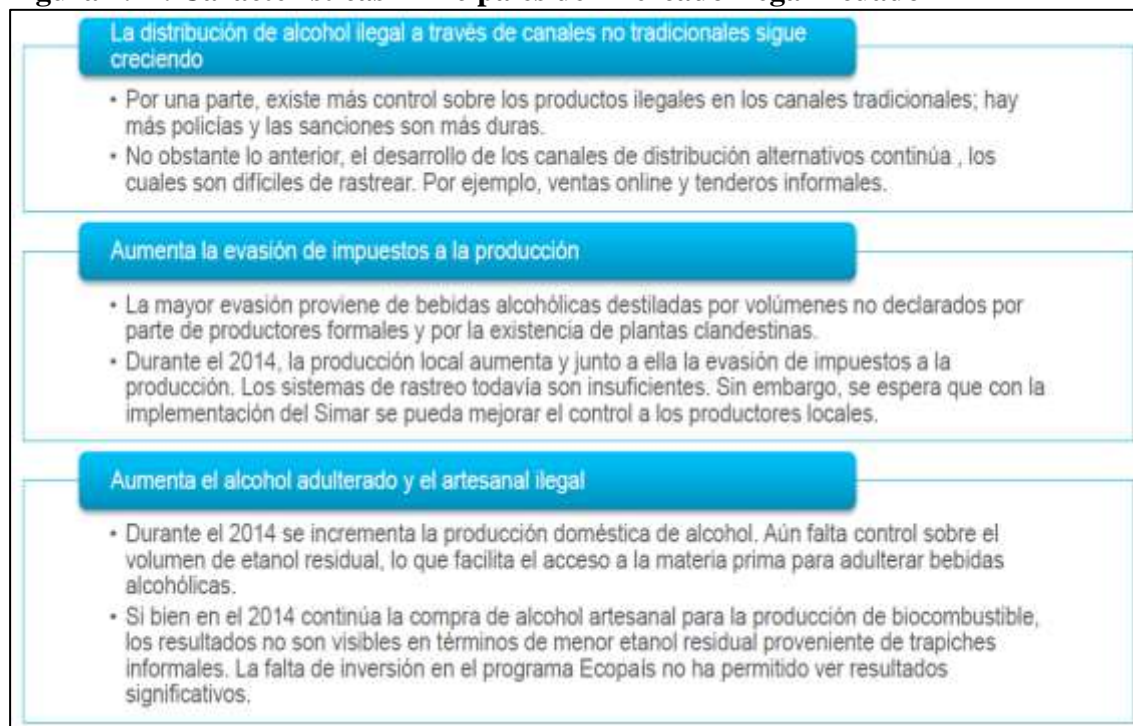 La distribución de alcohol ilegal a través de canales no tradicionales sigue
creciendo
• Por una parte, existe más control sobre los productos ilegales en los canales tradicionales; hay
más policías y las sanciones son más duras.
• No obstante lo anterior, el desarrollo de los canales de distribución alternativos continúa , los
cuales son difíciles de rastrear. Por ejemplo, ventas online y tenderos informales.
Aumenta la evasión de impuestos a la producción
• La mayor evasión proviene de bebidas alcohólicas destiladas por volúmenes no declarados por
parte de productores formales y por la existencia de plantas clandestinas.
• Durante el 2014, la producción local aumenta y junto a ella la evasión de impuestos a la
producción. Los sistemas de rastreo todavía son insuficientes. Sin embargo, se espera que con la
implementación del Simar se pueda mejorar el control a los productores locales.
Aumenta el alcohol adulterado y el artesanal ilegal
• Durante el 2014 se incrementa la producción doméstica de alcohol. Aún falta control sobre el
volumen de etanol residual, lo que facilita el acceso a la materia prima para adulterar bebidas
alcohólicas.
• Si bien en el 2014 continúa la compra de alcohol artesanal para la producción de biocombustible,
los resultados no son visibles en términos de menor etanol residual proveniente de trapiches
informales. La falta de inversión en el programa Ecopaís no ha permitido ver resultados
significativos.